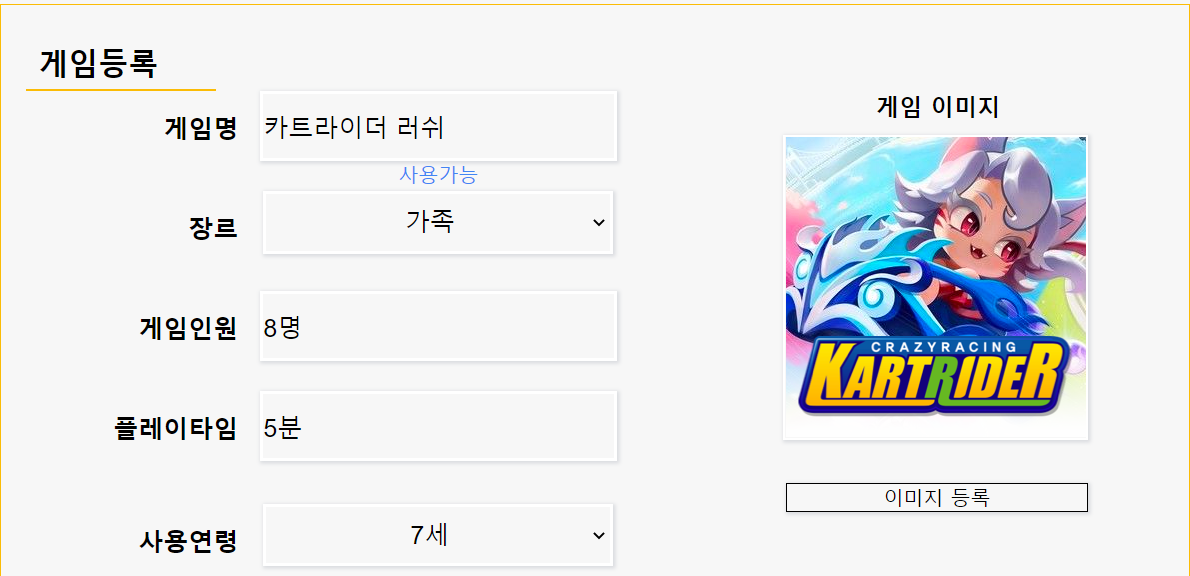 게임등록
게임명
카트라이더 러쉬
사용가능
장르
가족
게임인원
8명
플레이타임
5분
사용연령
7세
게임 이미지
CRAZYRACING
KARTRIDER
이미지 등록